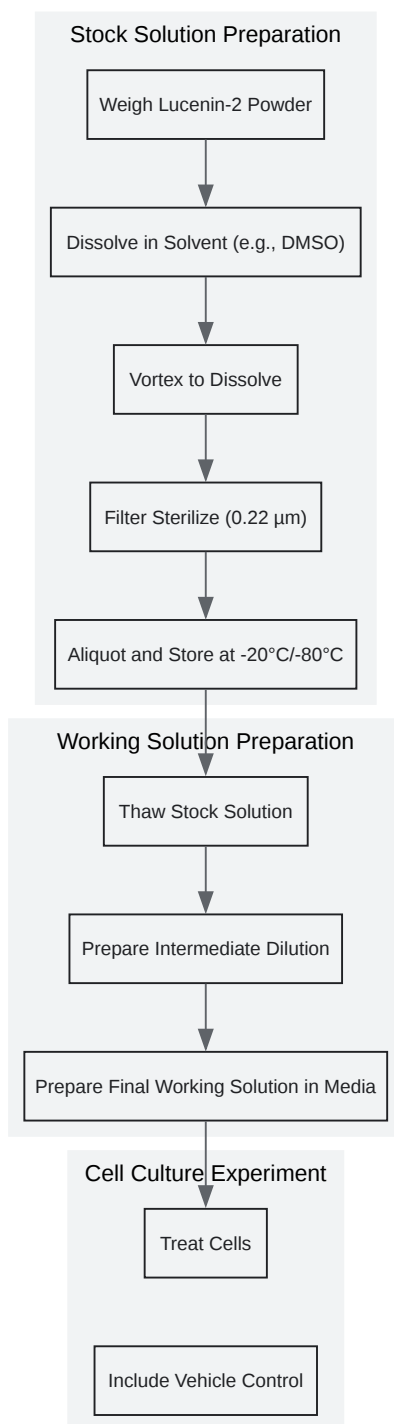 Stock Solution Preparation
Weigh Lucenin-2 Powder
Dissolve in Solvent (e.g., DMSO)
Vortex to Dissolve
Filter Sterilize (0.22 µm)
Aliquot and Store at -20°C/-80°C
Working Solution Preparation
Thaw Stock Solution
Prepare Intermediate Dilution
Prepare Final Working Solution in Media
Cell Culture Experiment
Treat Cells
Include Vehicle Control